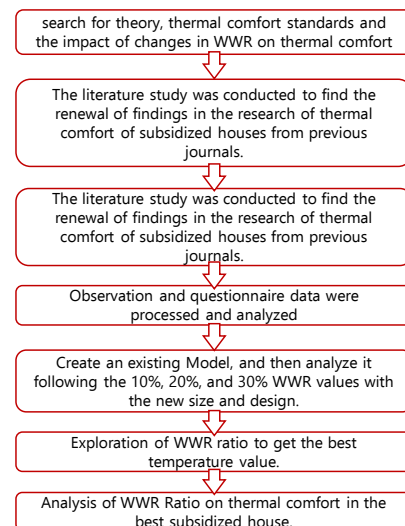 search for theory, thermal comfort standards and
the impact of changes in WWR on thermal comfort
The literature study was conducted to find the
renewal of findings in the research of thermal
comfort of subsidized houses from previous
journals.
The literature study was conducted to find the
renewal of findings in the research of thermal
comfort of subsidized houses from previous
journals.
Observation and questionnaire data were
processed and analyzed
Create an existing Model, and then analyze it
following the 10%, 20%, and 30% WWR values with
the new size and design.
Exploration of WWR ratio to get the best
temperature value.
Analysis of WWR Ratio on thermal comfort in the
best subsidized house.